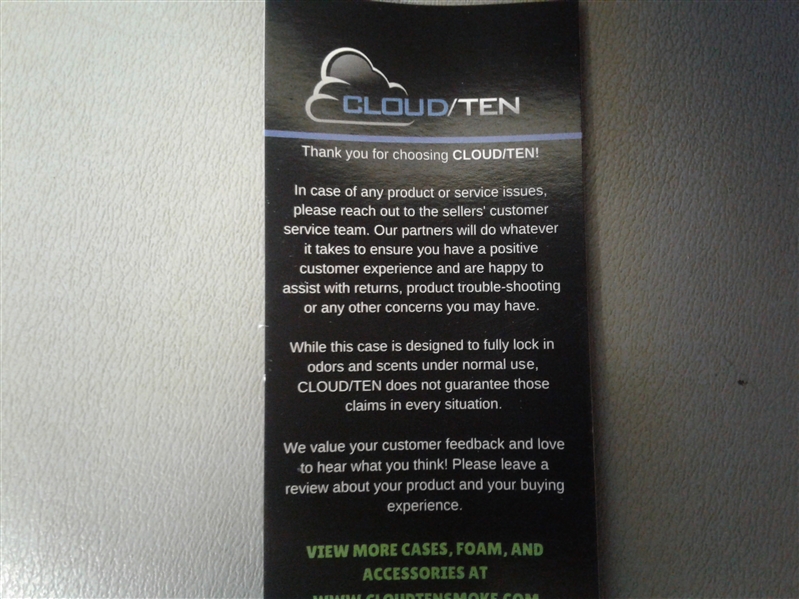 CLOUD/TEN
Thank you for choosing CLOUD/TEN!
In case of any product or service issues,
please reach out to the sellers' customer
service team. Our partners will do whatever
it takes to ensure you have a positive
customer experience and are happy to
assist with returns, product trouble-shooting
or any other concerns you may have.
While this case is designed to fully lock in
odors and scents under normal use,
CLOUD/TEN does not guarantee those
claims in every situation.
We value your customer feedback and love
to hear what you think! Please leave a
review about your product and your buying
experience.
VIEW MORE CASES, FOAM, AND
ACCESSORIES AT
WWW.CLOUDTENSMOKE.COM